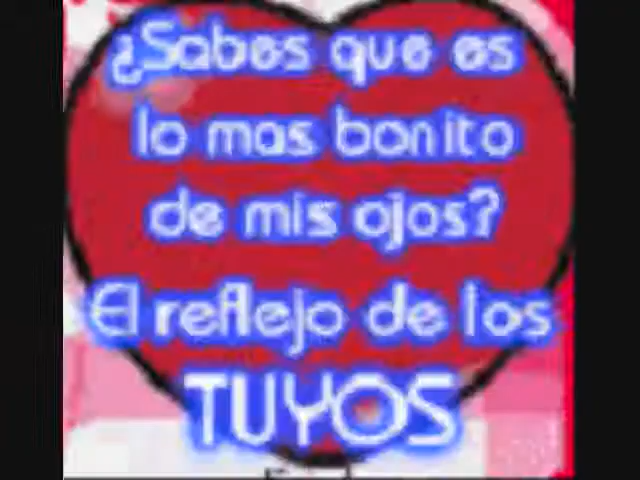 ¿Sabes que es
lo mas bonito
de mis ojos?
El reflejo de los
TUYOS